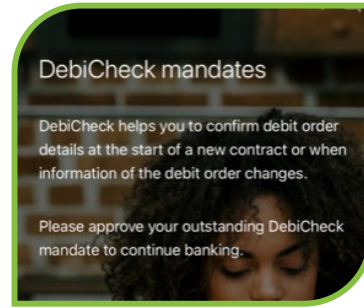 DebiCheck mandates
DebiCheck helps you to confirm debit order
details at the start of a new contract or when
information of the debit order changes.
Please approve your outstanding DebiCheck
mandate to continue banking.